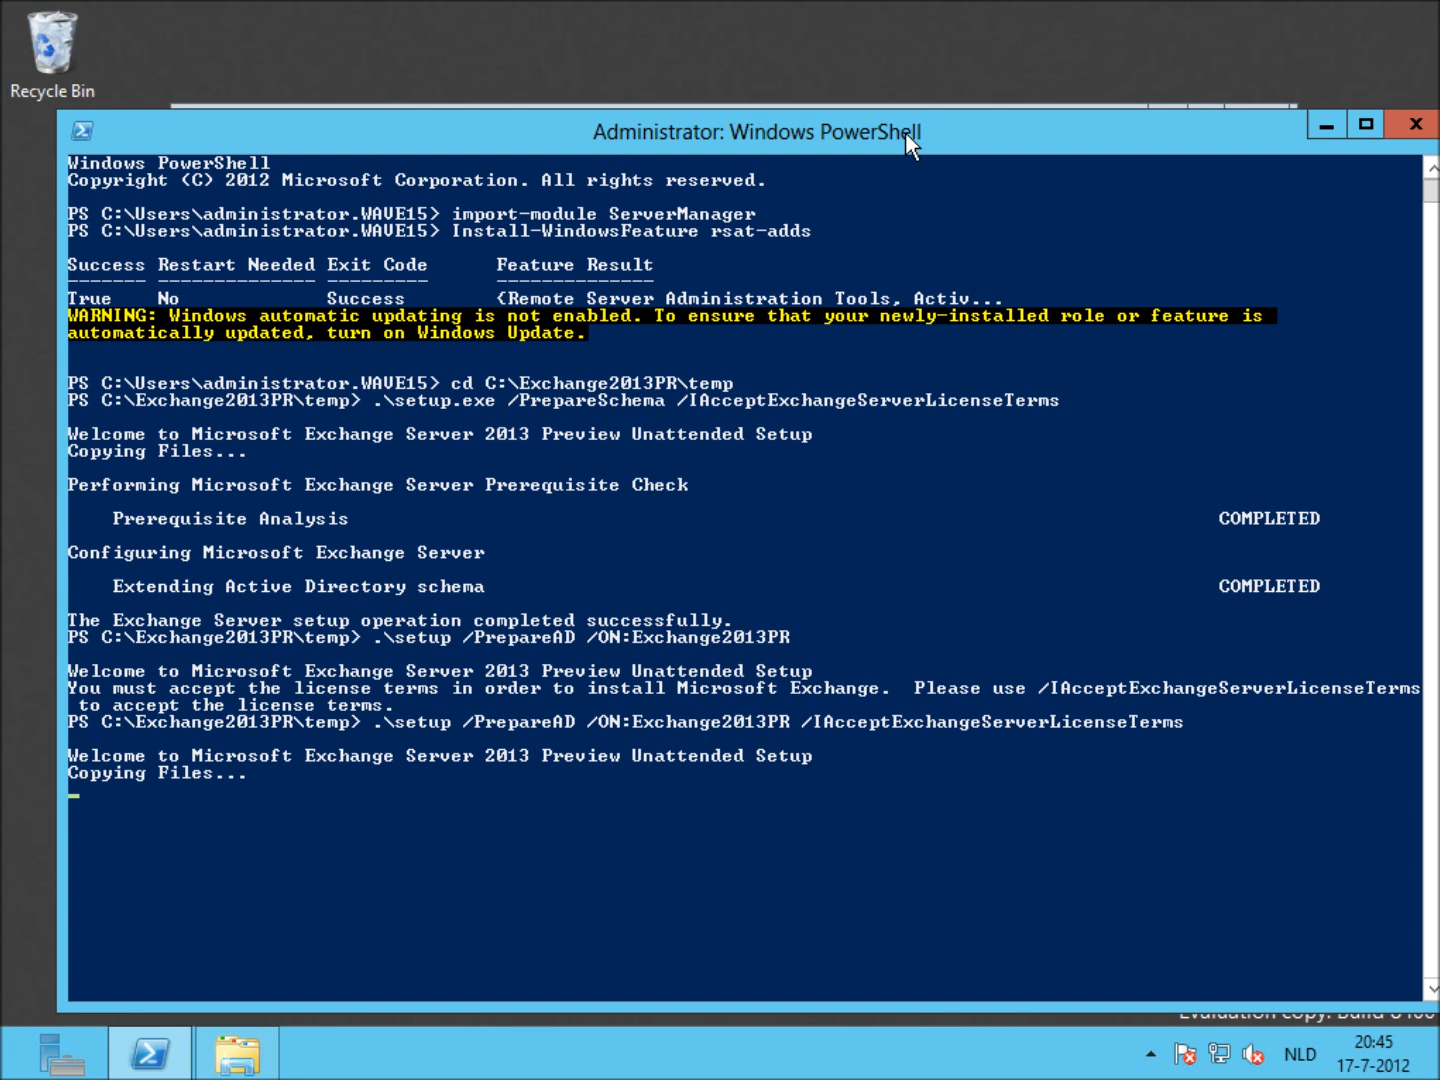 Recycle Bin
Administrator: Windows PowerShell
Windows PowerShell
Copyright (C) 2012 Microsoft Corporation. All rights reserved.
PS C:\Users\administrator.WAVE15> import-module ServerManager
PS C:\Users\administrator.WAVE15> Install-WindowsFeature rsat-adds
Success Restart Needed Exit Code Feature Result
------- -------------- --------- --------------
True No Success {Remote Server Administration Tools, Activ...
WARNING: Windows automatic updating is not enabled. To ensure that your newly-installed role or feature is
automatically updated, turn on Windows Update.
PS C:\Users\administrator.WAVE15> cd C:\Exchange2013PR\temp
PS C:\Exchange2013PR\temp> .\setup.exe /PrepareSchema /IAcceptExchangeServerLicenseTerms
Welcome to Microsoft Exchange Server 2013 Preview Unattended Setup
Copying Files...
Performing Microsoft Exchange Server Prerequisite Check
Prerequisite Analysis COMPLETED
Configuring Microsoft Exchange Server
Extending Active Directory schema COMPLETED
The Exchange Server setup operation completed successfully.
PS C:\Exchange2013PR\temp> .\setup /PrepareAD /ON:Exchange2013PR
Welcome to Microsoft Exchange Server 2013 Preview Unattended Setup
You must accept the license terms in order to install Microsoft Exchange.  Please use /IAcceptExchangeServerLicenseTerms
to accept the license terms.
PS C:\Exchange2013PR\temp> .\setup /PrepareAD /ON:Exchange2013PR /IAcceptExchangeServerLicenseTerms
Welcome to Microsoft Exchange Server 2013 Preview Unattended Setup
Copying Files...
Evaluation copy. Build
NLD
20:45
17-7-2012